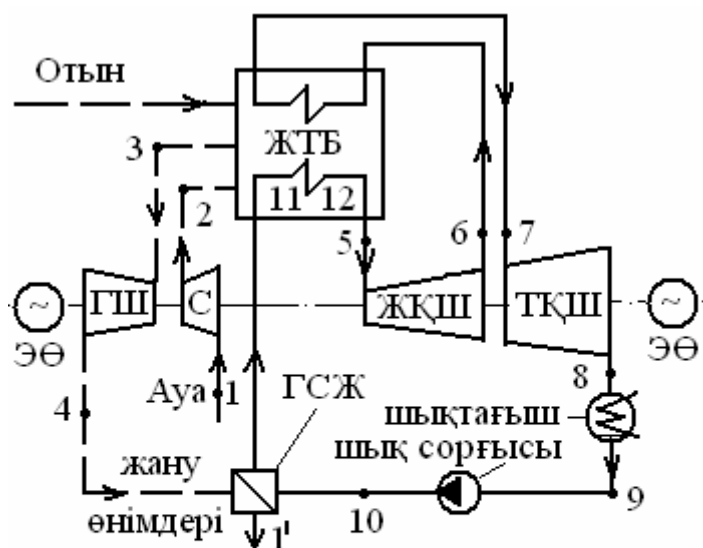 Отын
ЖТБ
3
2
11 12
5
6
7
~
ГШ
С
ЖҚШ
ТҚШ
~
ЭӨ
ЭӨ
4
Ауа 1
ГСЖ
8
шықтағыш
шық сорғысы
жану
өнімдері
1'
10
9